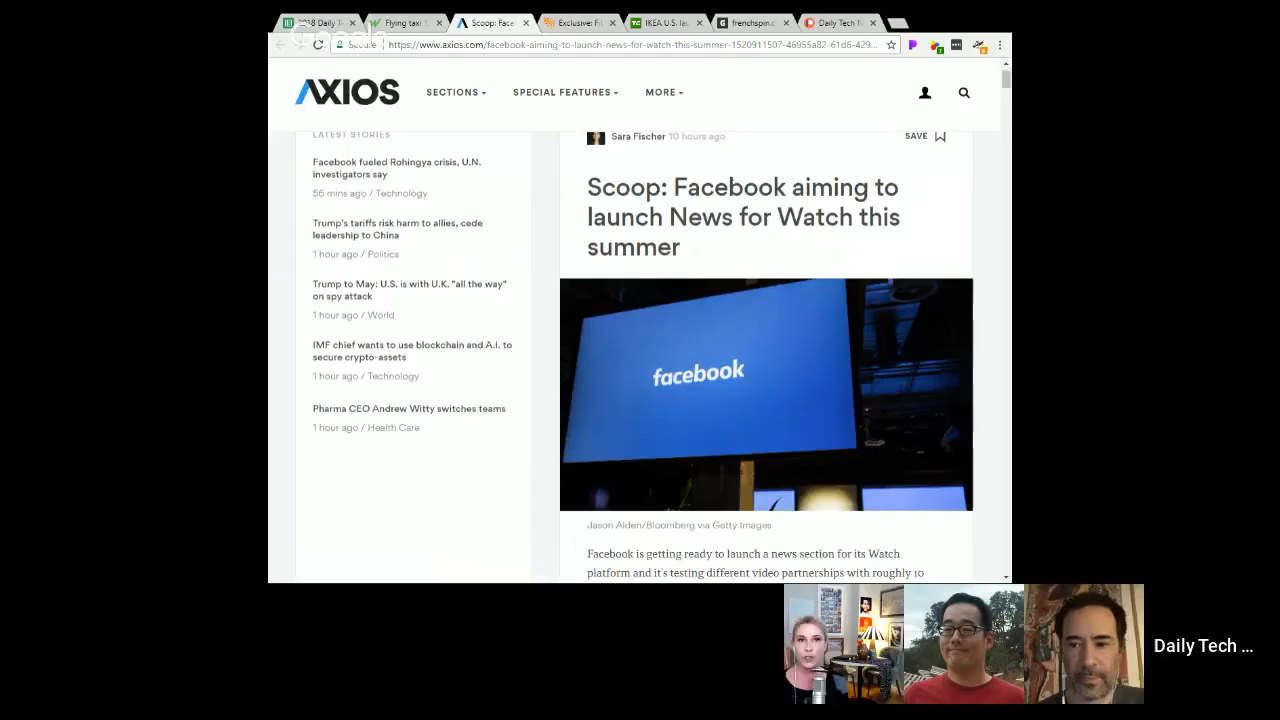 2018 Daily T
Flying taxi
Scoop: Face
Exclusive: Fi
IKEA U.S. la
frenchspin.c
Daily Tech N
Google
Secure
https://www.axios.com/facebook-aiming-to-launch-news-for-watch-this-summer-1520911507-46955a82-61d6-429...
AXIOS
SECTIONS
SPECIAL FEATURES
MORE
LATEST STORIES
Facebook fueled Rohingya crisis, U.N.
investigators say
56 mins ago / Technology
Trump's tariffs risk harm to allies, cede
leadership to China
1 hour ago / Politics
Trump to May: U.S. is with U.K. "all the way"
on spy attack
1 hour ago / World
IMF chief wants to use blockchain and A.I. to
secure crypto-assets
1 hour ago / Technology
Pharma CEO Andrew Witty switches teams
1 hour ago / Health Care
Sara Fischer 10 hours ago
SAVE
Scoop: Facebook aiming to
launch News for Watch this
summer
facebook
Jason Alden/Bloomberg via Getty Images
Facebook is getting ready to launch a news section for its Watch
platform and it's testing different video partnerships with roughly 10
Daily Tech ...